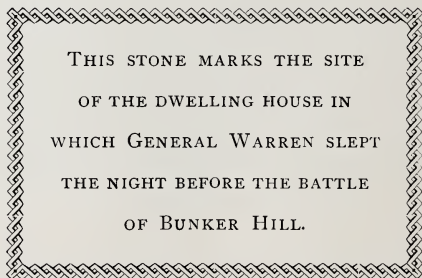 This stone marks the site
of the dwelling house in
which General Warren slept
the night before the battle
of Bunker Hill.